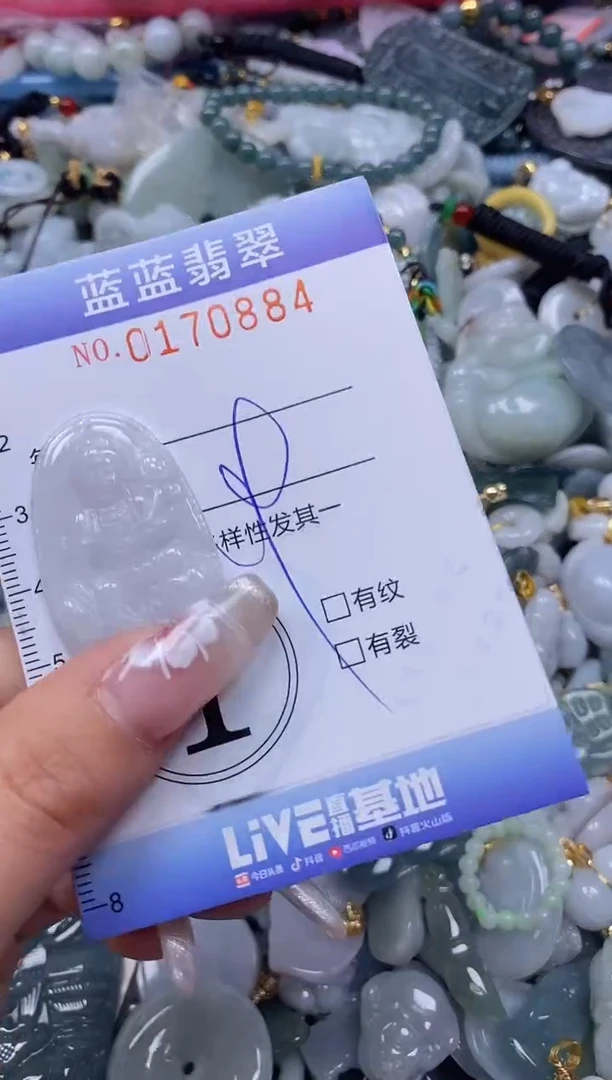 蓝蓝翡翠
NO.0170884
2
3
样性发其一
4
□有纹
5
□有裂
1
LiVE直播基地
今日头条 抖音 西瓜视频 抖音火山版
8